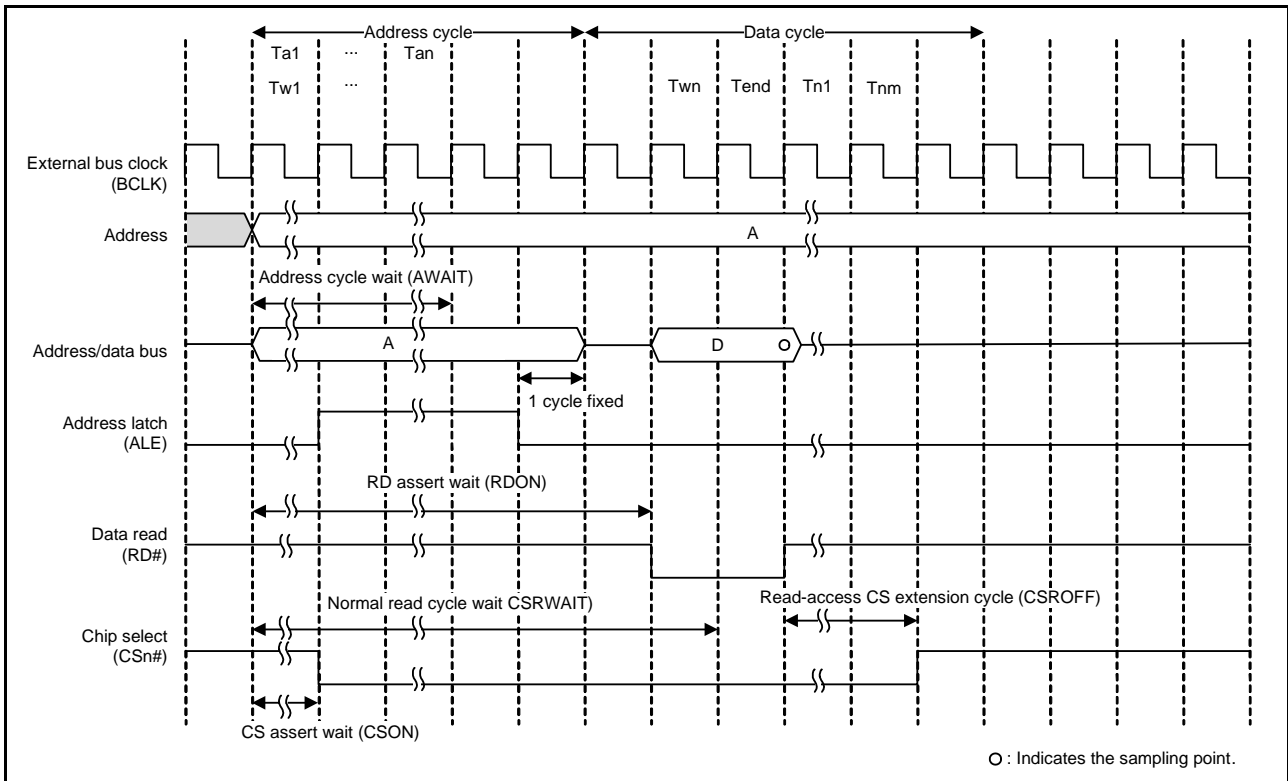 Address cycle Data cycle
Ta1 ... Tan
Tw1 ... Twn Tend Tn1 Tnm
External bus clock
(BCLK)
Address
A
Address cycle wait (AWAIT)
Address/data bus
A
D
1 cycle fixed
Address latch
(ALE)
RD assert wait (RDON)
Data read
(RD#)
Normal read cycle wait CSRWAIT)
Read-access CS extension cycle (CSROFF)
Chip select
(CSn#)
CS assert wait (CSON)
: Indicates the sampling point.